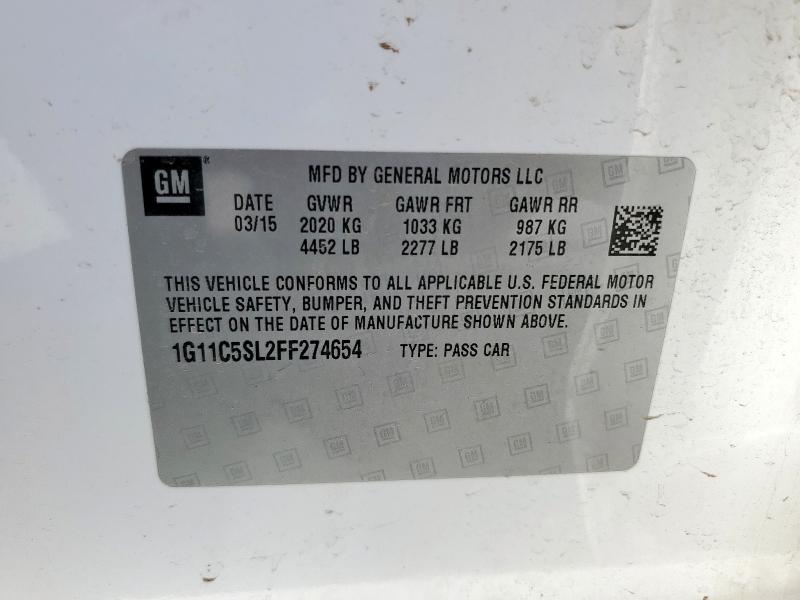 GM
MFD BY GENERAL MOTORS LLC
DATE GVWR GAWR FRT GAWR RR
03/15 2020 KG 1033 KG 987 KG
4452 LB 2277 LB 2175 LB
THIS VEHICLE CONFORMS TO ALL APPLICABLE U.S. FEDERAL MOTOR
VEHICLE SAFETY, BUMPER, AND THEFT PREVENTION STANDARDS IN
EFFECT ON THE DATE OF MANUFACTURE SHOWN ABOVE.
1G11C5SL2FF274654 TYPE: PASS CAR